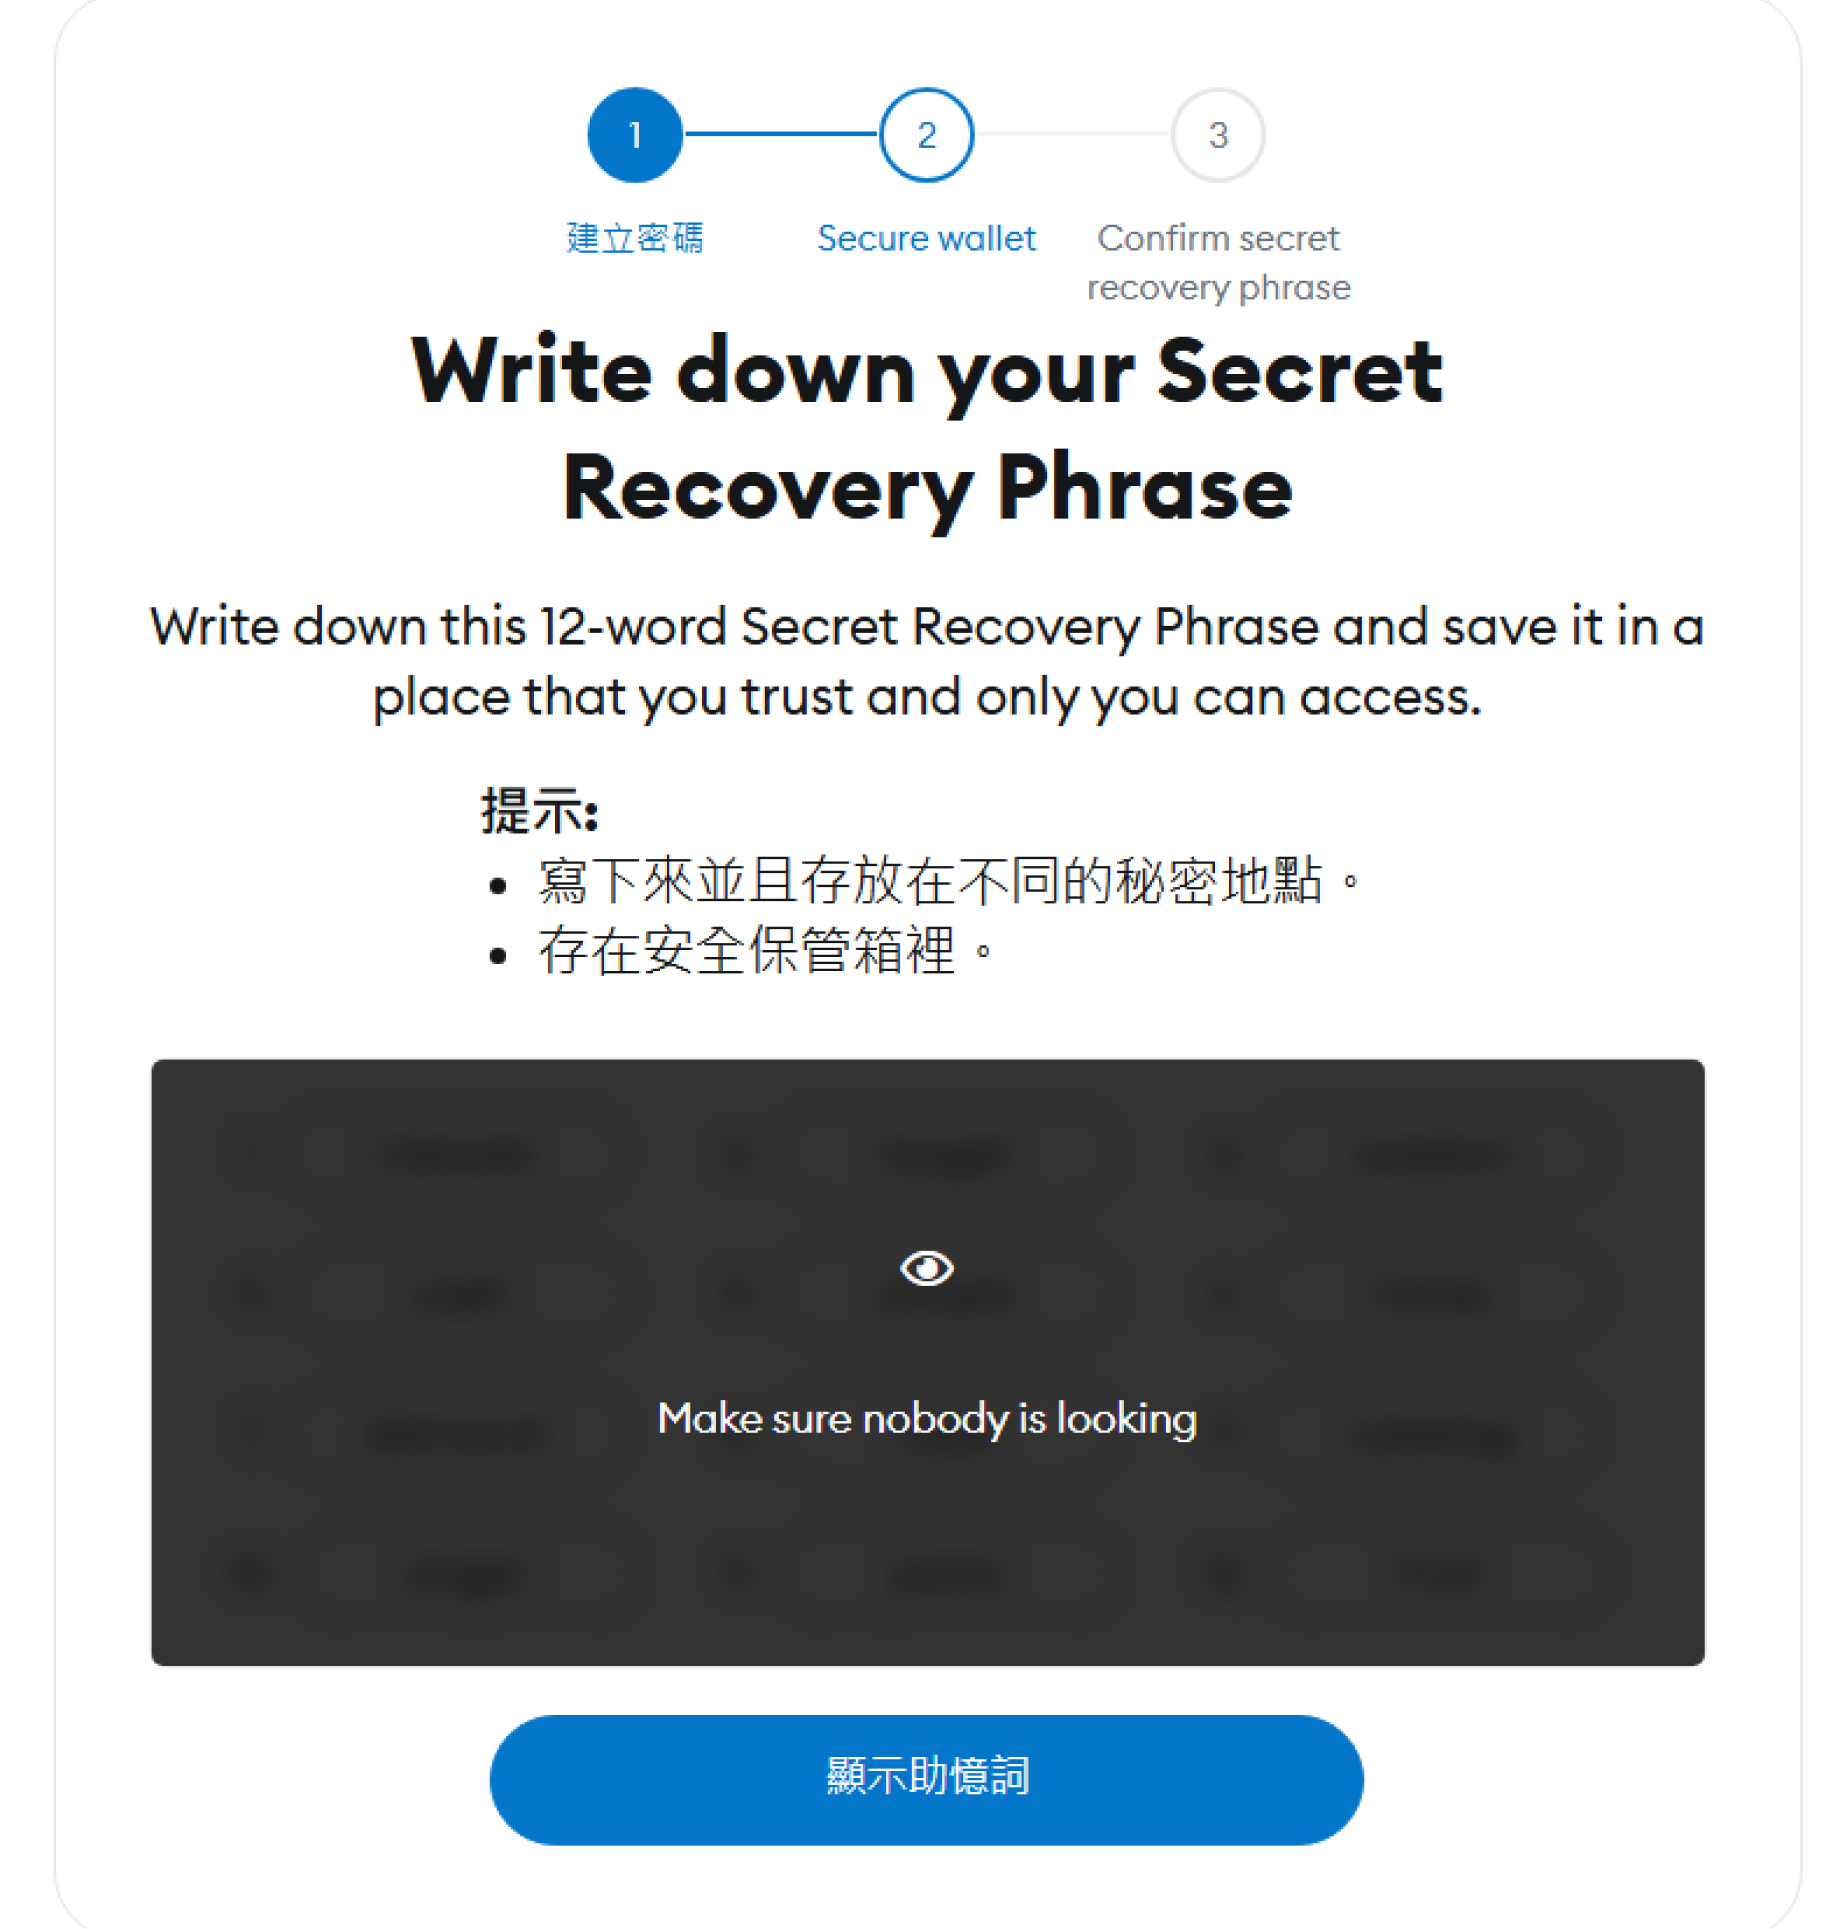 1
2
3
建立密碼
Secure wallet
Confirm secret
recovery phrase
Write down your Secret
Recovery Phrase
Write down this 12-word Secret Recovery Phrase and save it in a
place that you trust and only you can access.
提示:
• 寫下來並且存放在不同的秘密地點。
• 存在安全保管箱裡。
Make sure nobody is looking
顯示助憶詞